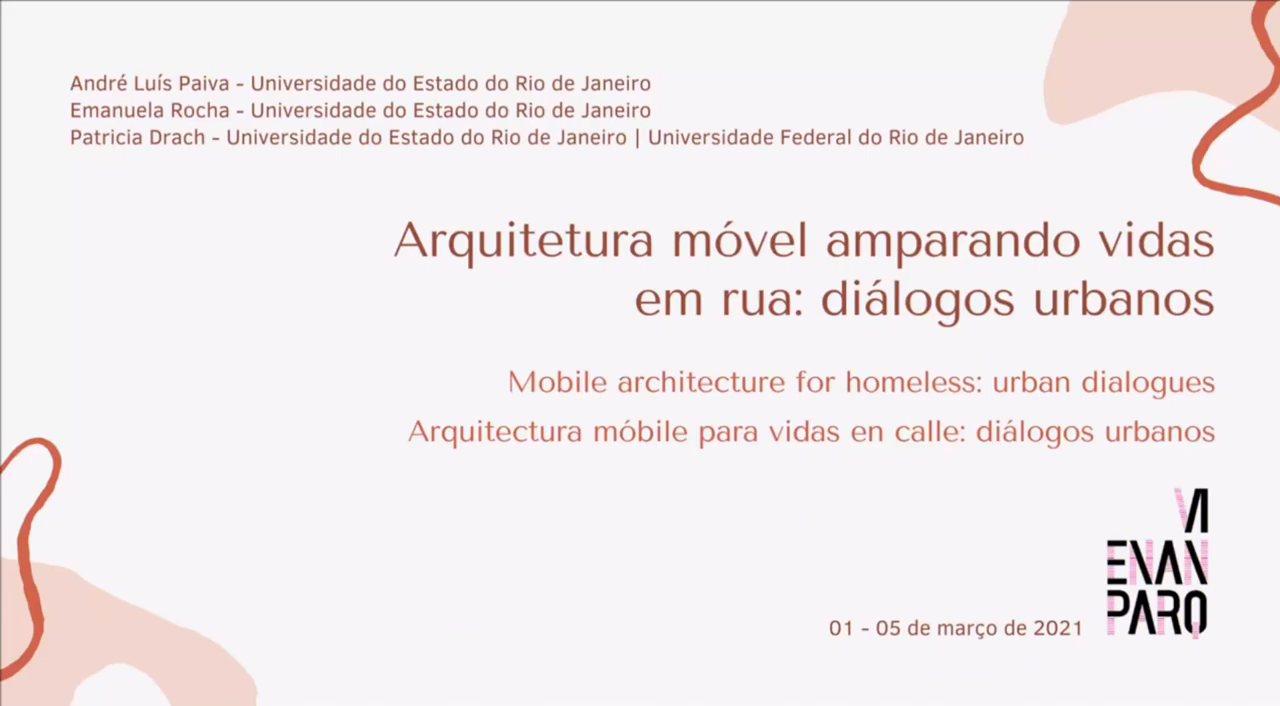 André Luís Paiva - Universidade do Estado do Rio de Janeiro
Emanuela Rocha - Universidade do Estado do Rio de Janeiro
Patricia Drach - Universidade do Estado do Rio de Janeiro | Universidade Federal do Rio de Janeiro
Arquitetura móvel amparando vidas
em rua: diálogos urbanos
Mobile architecture for homeless: urban dialogues
Arquitectura móbile para vidas en calle: diálogos urbanos
VI
ENAN
PARQ
01 - 05 de março de 2021